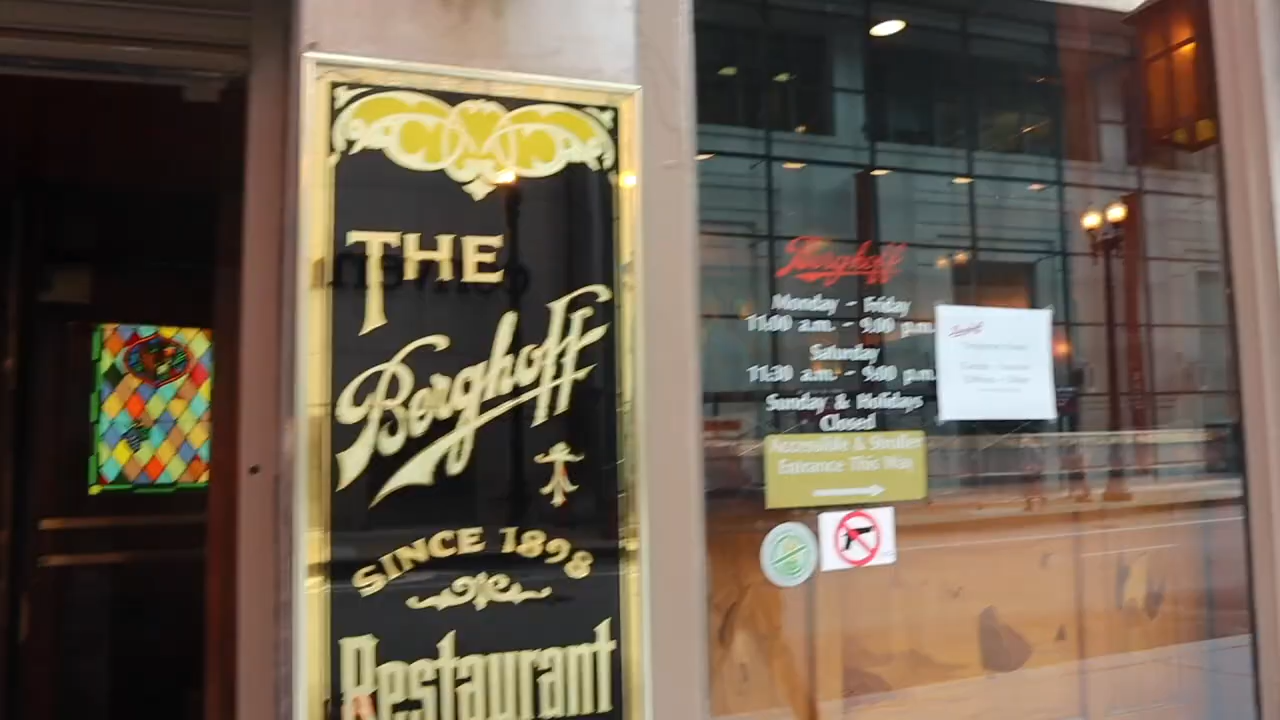 THE
Berghoff
SINCE 1898
Restaurant
Berghoff
Monday - Friday
11:00 a.m. - 9:00 p.m.
Saturday
11:30 a.m. - 9:00 p.m.
Sunday & Holidays
Closed
Accessible & Stroller
Entrance This Way
Berghoff